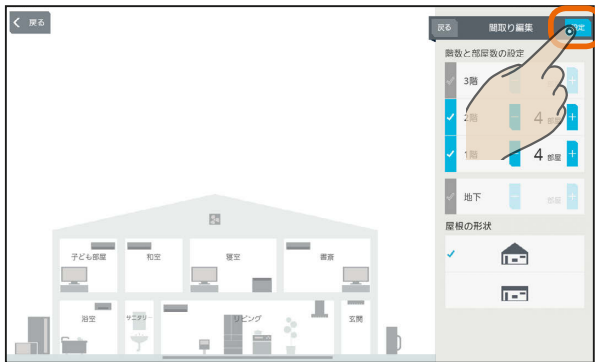 戻る
戻る 間取り編集 設定
階数と部屋数の設定
3階
2階 4 部屋
1階 4 部屋
地下 部屋
屋根の形状
子ども部屋 和室 寝室 書斎
浴室 サニタリー リビング 玄関